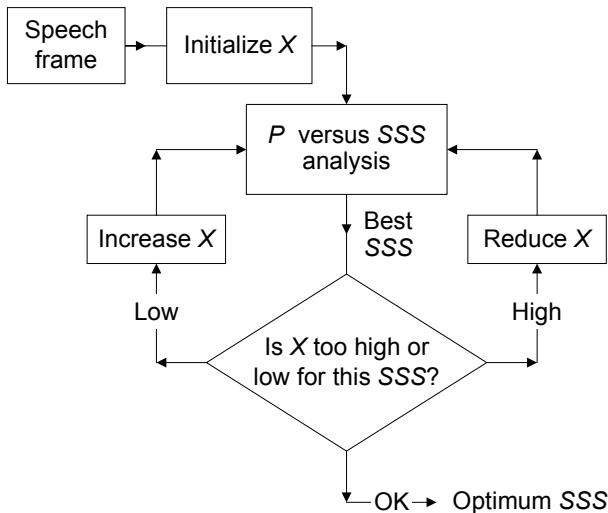 Speech
frame
Initialize X
P versus SSS
analysis
Increase X
Best
SSS
Reduce X
Low
High
Is X too high or
low for this SSS?
OK
Optimum SSS